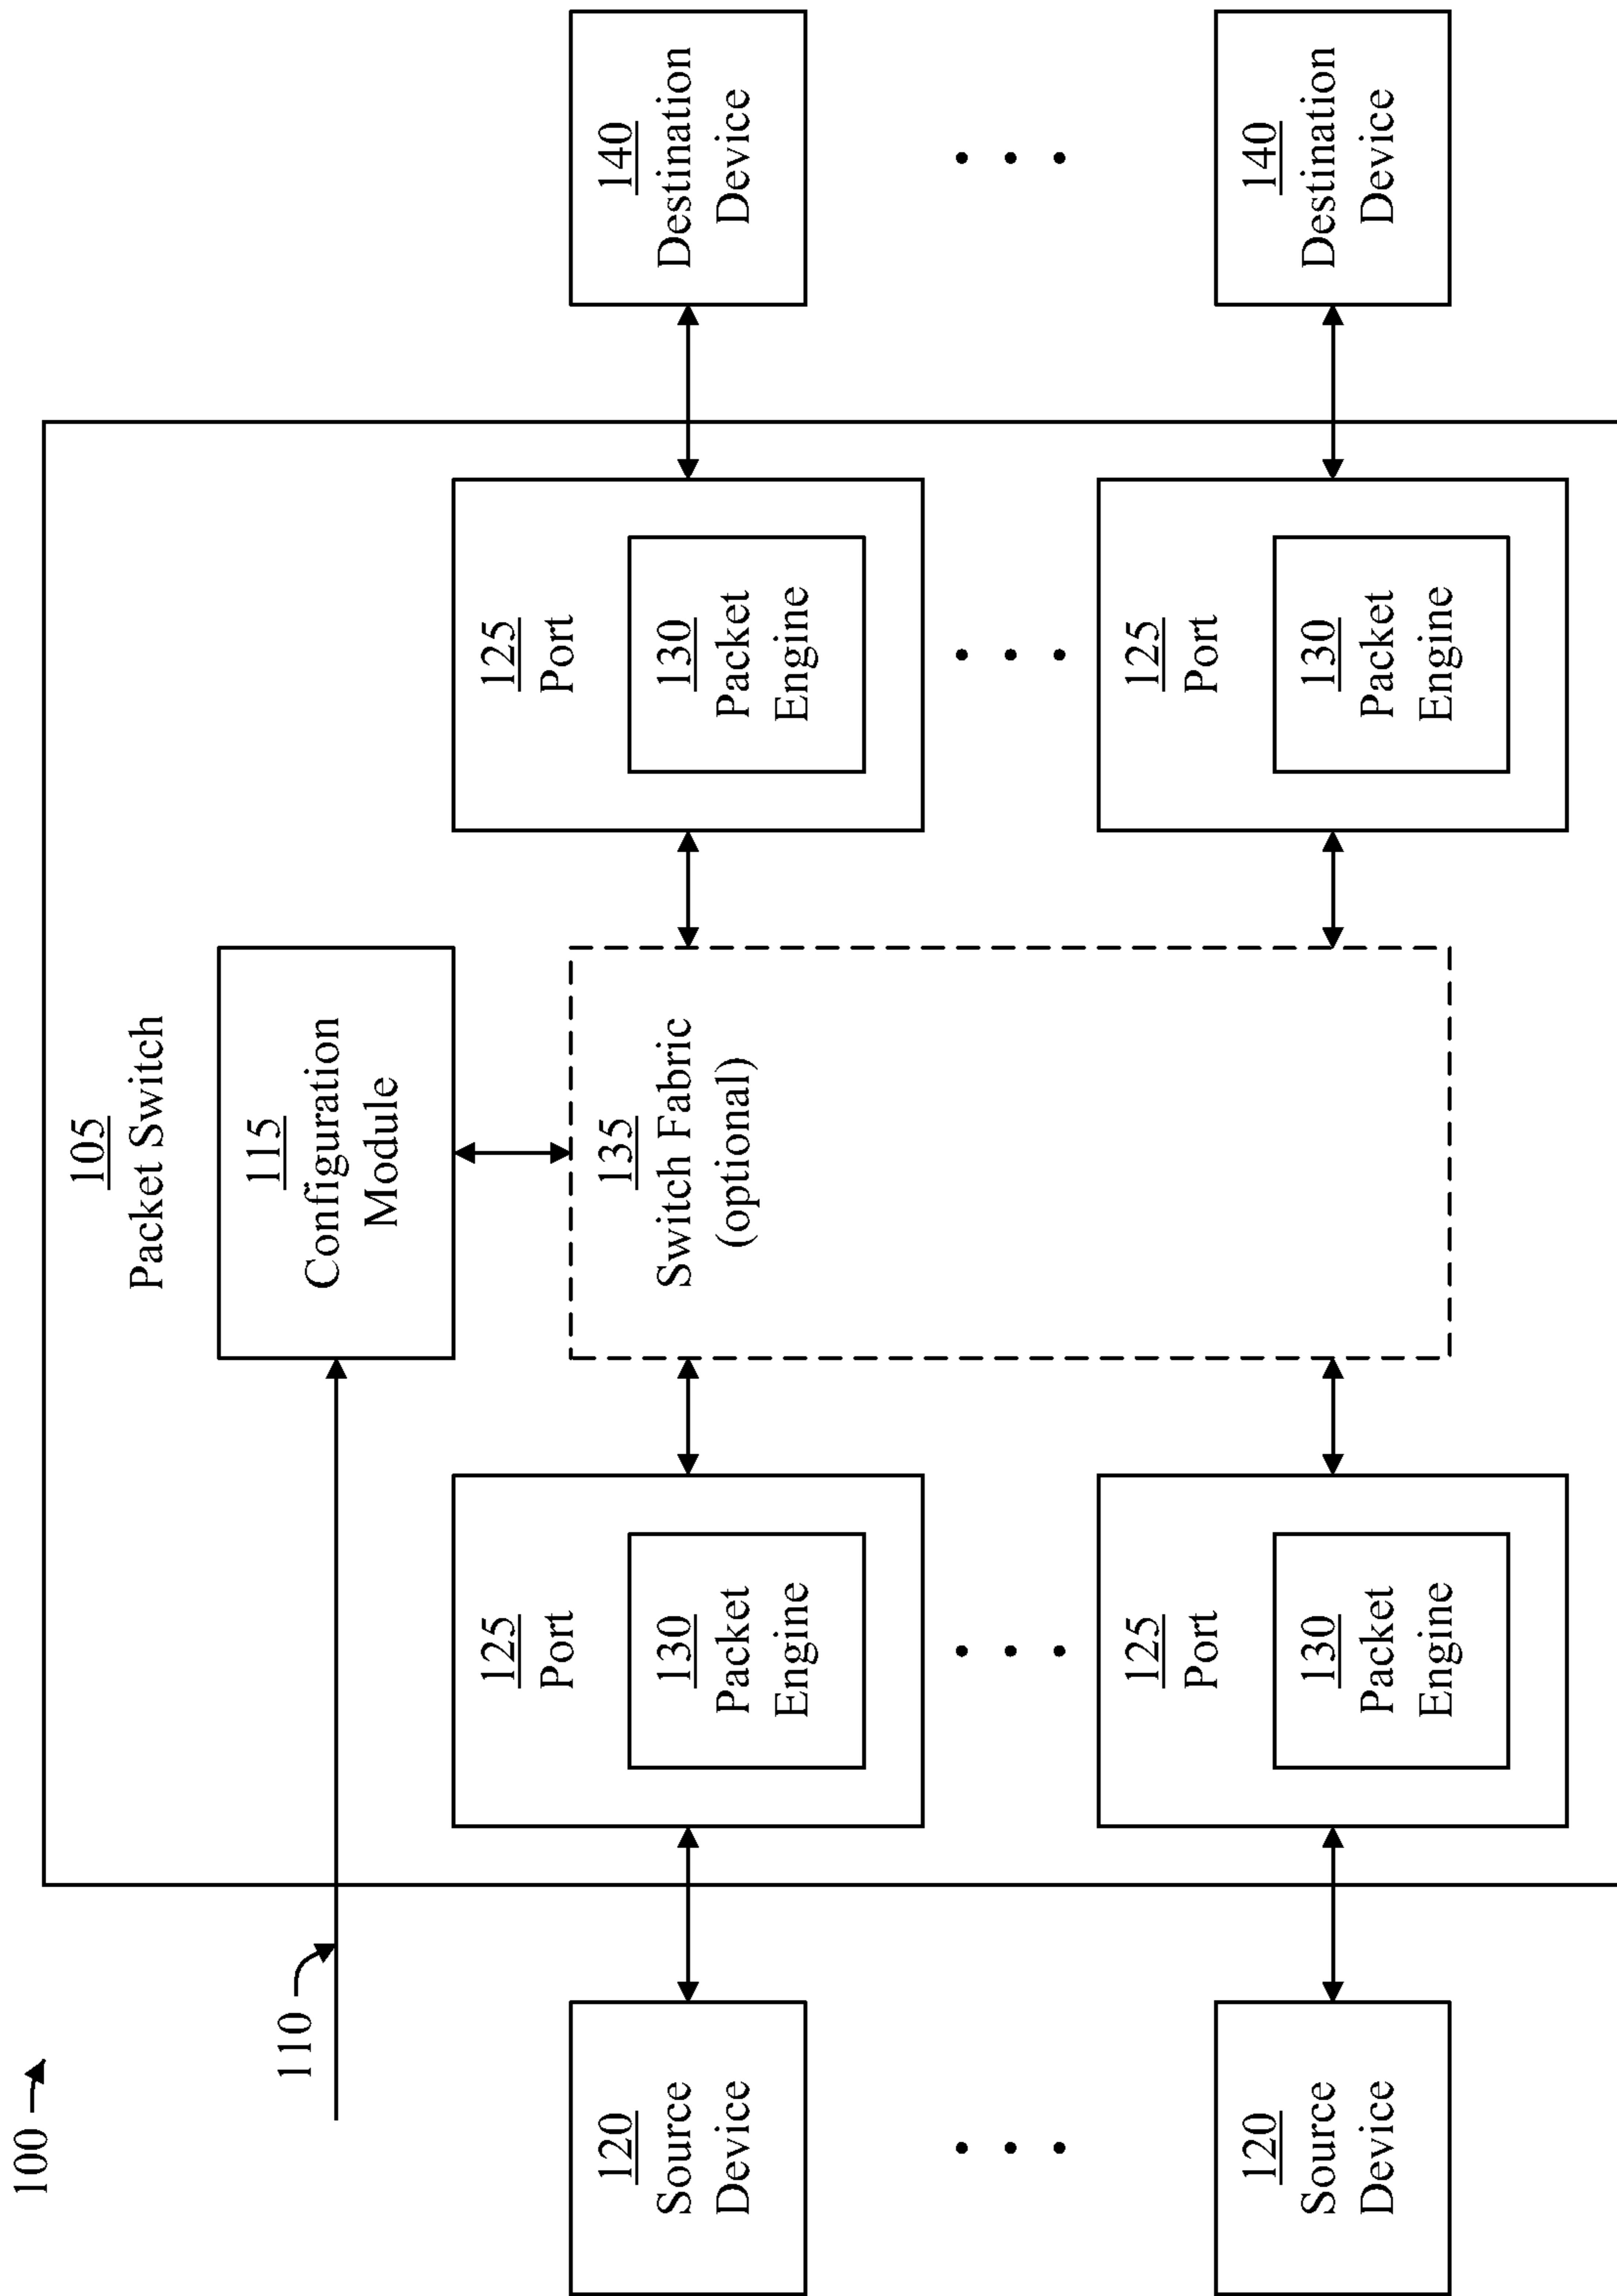 100
110
105
Packet Switch
115
Configuration
Module
120
Source
Device
125
Port
130
Packet
Engine
135
Switch Fabric
(optional)
125
Port
130
Packet
Engine
140
Destination
Device
120
Source
Device
125
Port
130
Packet
Engine
125
Port
130
Packet
Engine
140
Destination
Device